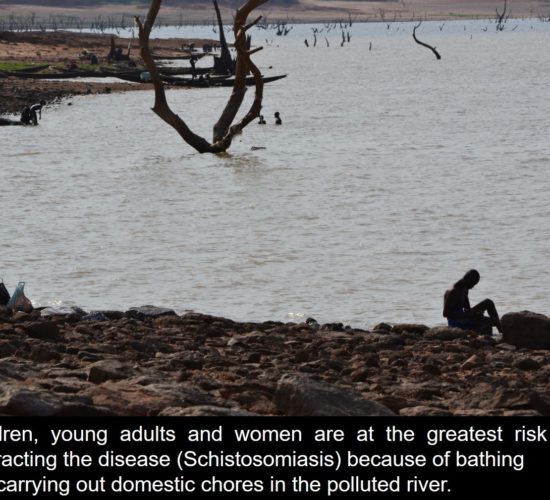 dren, young adults and women are at the greatest risk
racting the disease (Schistosomiasis) because of bathing
carrying out domestic chores in the polluted river.